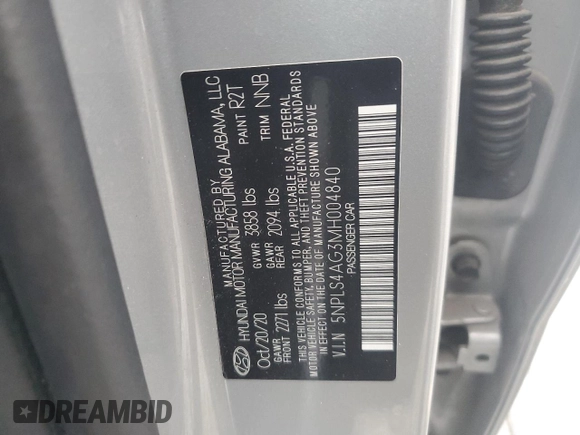 MANUFACTURED BY
HYUNDAI MOTOR MANUFACTURING ALABAMA, LLC
Oct/20/20 GVWR 3858 lbs PAINT R2T
GAWR FRONT 2271 lbs GAWR REAR 2094 lbs TRIM NNB
THIS VEHICLE CONFORMS TO ALL APPLICABLE U.S.A. FEDERAL
MOTOR VEHICLE SAFETY, BUMPER, AND THEFT PREVENTION STANDARDS
IN EFFECT ON THE DATE OF MANUFACTURE SHOWN ABOVE
V.I.N 5NPLS4AG3MH004840
PASSENGER CAR
DREAMBID